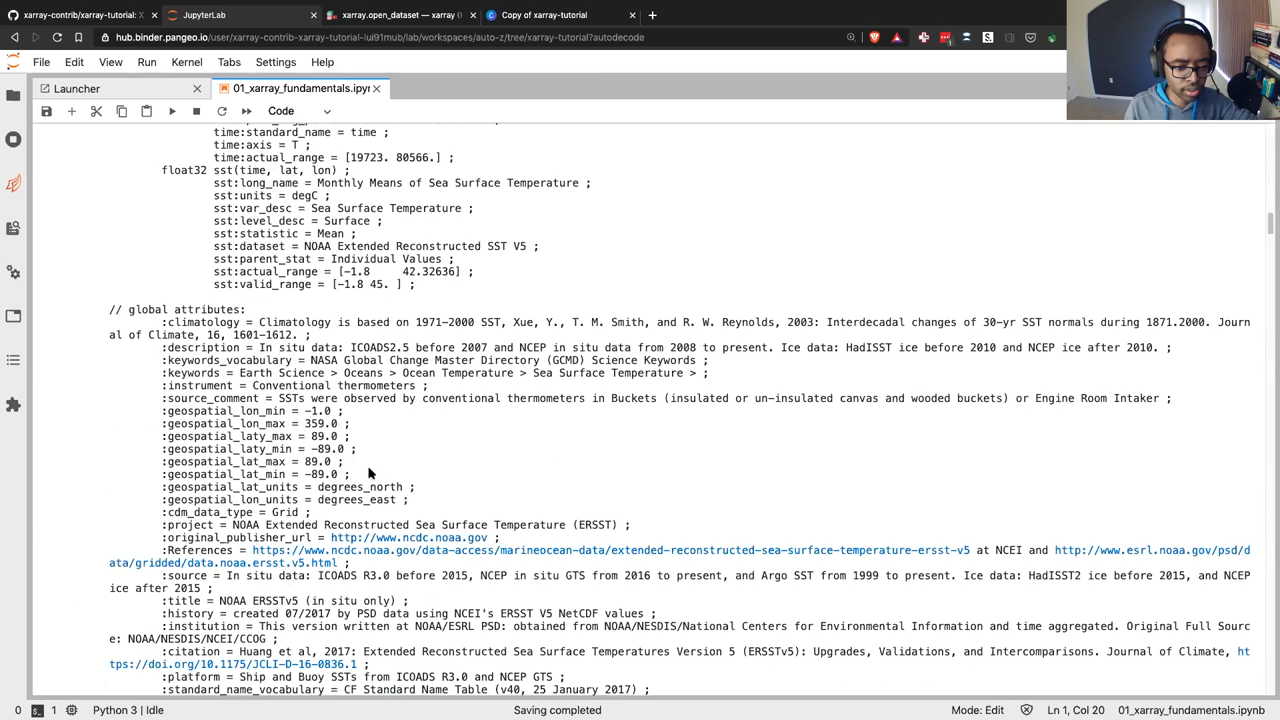 xarray-contrib/xarray-tutorial: X
JupyterLab
xarray.open_dataset — xarray 0
Copy of xarray-tutorial
hub.binder.pangeo.io/user/xarray-contrib-xarray-tutorial-lui91mub/lab/workspaces/auto-z/tree/xarray-tutorial?autodecode
File Edit View Run Kernel Tabs Settings Help
Launcher
01_xarray_fundamentals.ipyn
Code
time:standard_name = time ;
time:axis = T ;
time:actual_range = [19723. 80566.] ;
float32 sst(time, lat, lon) ;
sst:long_name = Monthly Means of Sea Surface Temperature ;
sst:units = degC ;
sst:var_desc = Sea Surface Temperature ;
sst:level_desc = Surface ;
sst:statistic = Mean ;
sst:dataset = NOAA Extended Reconstructed SST V5 ;
sst:parent_stat = Individual Values ;
sst:actual_range = [-1.8 42.32636] ;
sst:valid_range = [-1.8 45. ] ;
// global attributes:
:climatology = Climatology is based on 1971-2000 SST, Xue, Y., T. M. Smith, and R. W. Reynolds, 2003: Interdecadal changes of 30-yr SST normals during 1871.2000. Journ
al of Climate, 16, 1601-1612. ;
:description = In situ data: ICOADS2.5 before 2007 and NCEP in situ data from 2008 to present. Ice data: HadISST ice before 2010 and NCEP ice after 2010. ;
:keywords_vocabulary = NASA Global Change Master Directory (GCMD) Science Keywords ;
:keywords = Earth Science > Oceans > Ocean Temperature > Sea Surface Temperature > ;
:instrument = Conventional thermometers ;
:source_comment = SSTs were observed by conventional thermometers in Buckets (insulated or un-insulated canvas and wooded buckets) or Engine Room Intaker ;
:geospatial_lon_min = -1.0 ;
:geospatial_lon_max = 359.0 ;
:geospatial_laty_max = 89.0 ;
:geospatial_laty_min = -89.0 ;
:geospatial_lat_max = 89.0 ;
:geospatial_lat_min = -89.0 ;
:geospatial_lat_units = degrees_north ;
:geospatial_lon_units = degrees_east ;
:cdm_data_type = Grid ;
:project = NOAA Extended Reconstructed Sea Surface Temperature (ERSST) ;
:original_publisher_url = http://www.ncdc.noaa.gov ;
:References = https://www.ncdc.noaa.gov/data-access/marineocean-data/extended-reconstructed-sea-surface-temperature-ersst-v5 at NCEI and http://www.esrl.noaa.gov/psd/d
ata/gridded/data.noaa.ersst.v5.html ;
:source = In situ data: ICOADS R3.0 before 2015, NCEP in situ GTS from 2016 to present, and Argo SST from 1999 to present. Ice data: HadISST2 ice before 2015, and NCEP
ice after 2015 ;
:title = NOAA ERSSTv5 (in situ only) ;
:history = created 07/2017 by PSD data using NCEI's ERSST V5 NetCDF values ;
:institution = This version written at NOAA/ESRL PSD: obtained from NOAA/NESDIS/National Centers for Environmental Information and time aggregated. Original Full Sourc
e: NOAA/NESDIS/NCEI/CCOG ;
:citation = Huang et al, 2017: Extended Reconstructed Sea Surface Temperatures Version 5 (ERSSTv5): Upgrades, Validations, and Intercomparisons. Journal of Climate, ht
tps://doi.org/10.1175/JCLI-D-16-0836.1 ;
:platform = Ship and Buoy SSTs from ICOADS R3.0 and NCEP GTS ;
:standard_name_vocabulary = CF Standard Name Table (v40, 25 January 2017) ;
0 1 Python 3 | Idle Saving completed Mode: Edit Ln 1, Col 20 01_xarray_fundamentals.ipynb